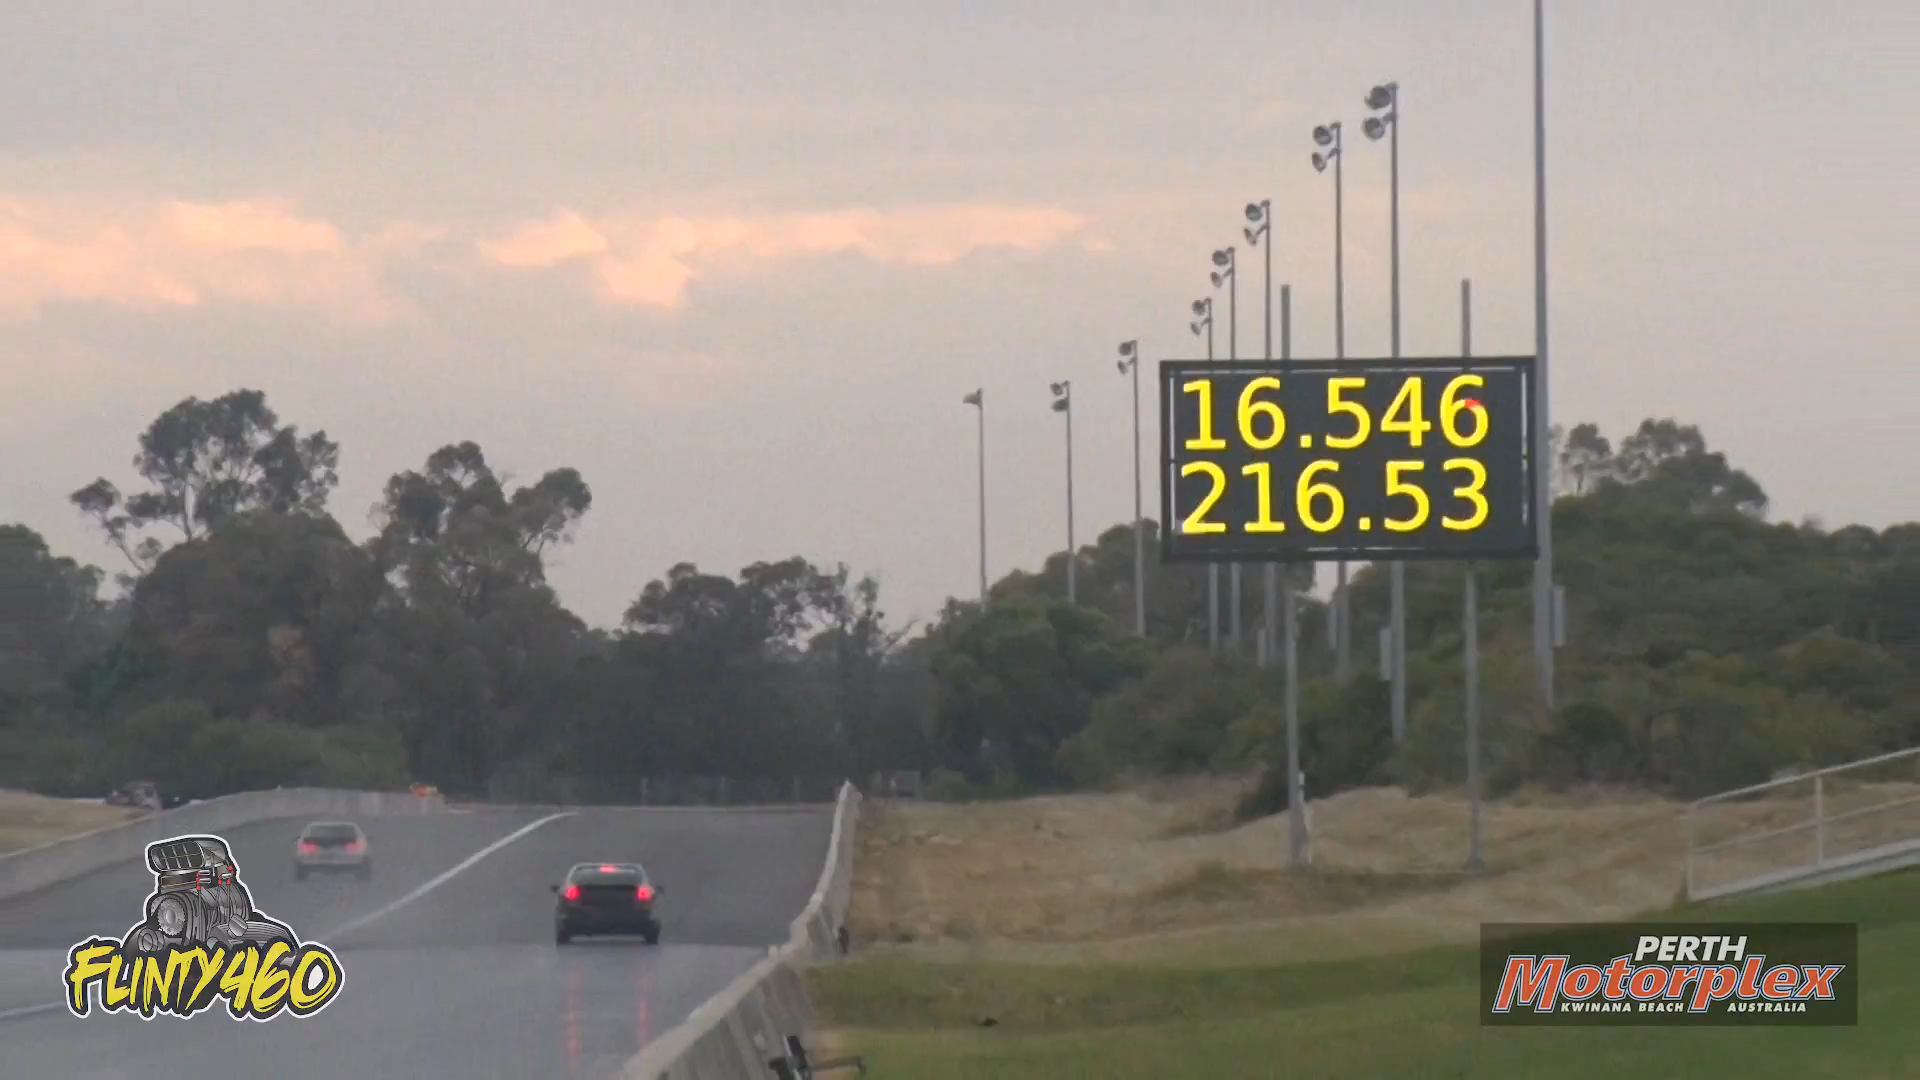 16.546
216.53
FLINTY460
PERTH
Motorplex
KWINANA BEACH AUSTRALIA